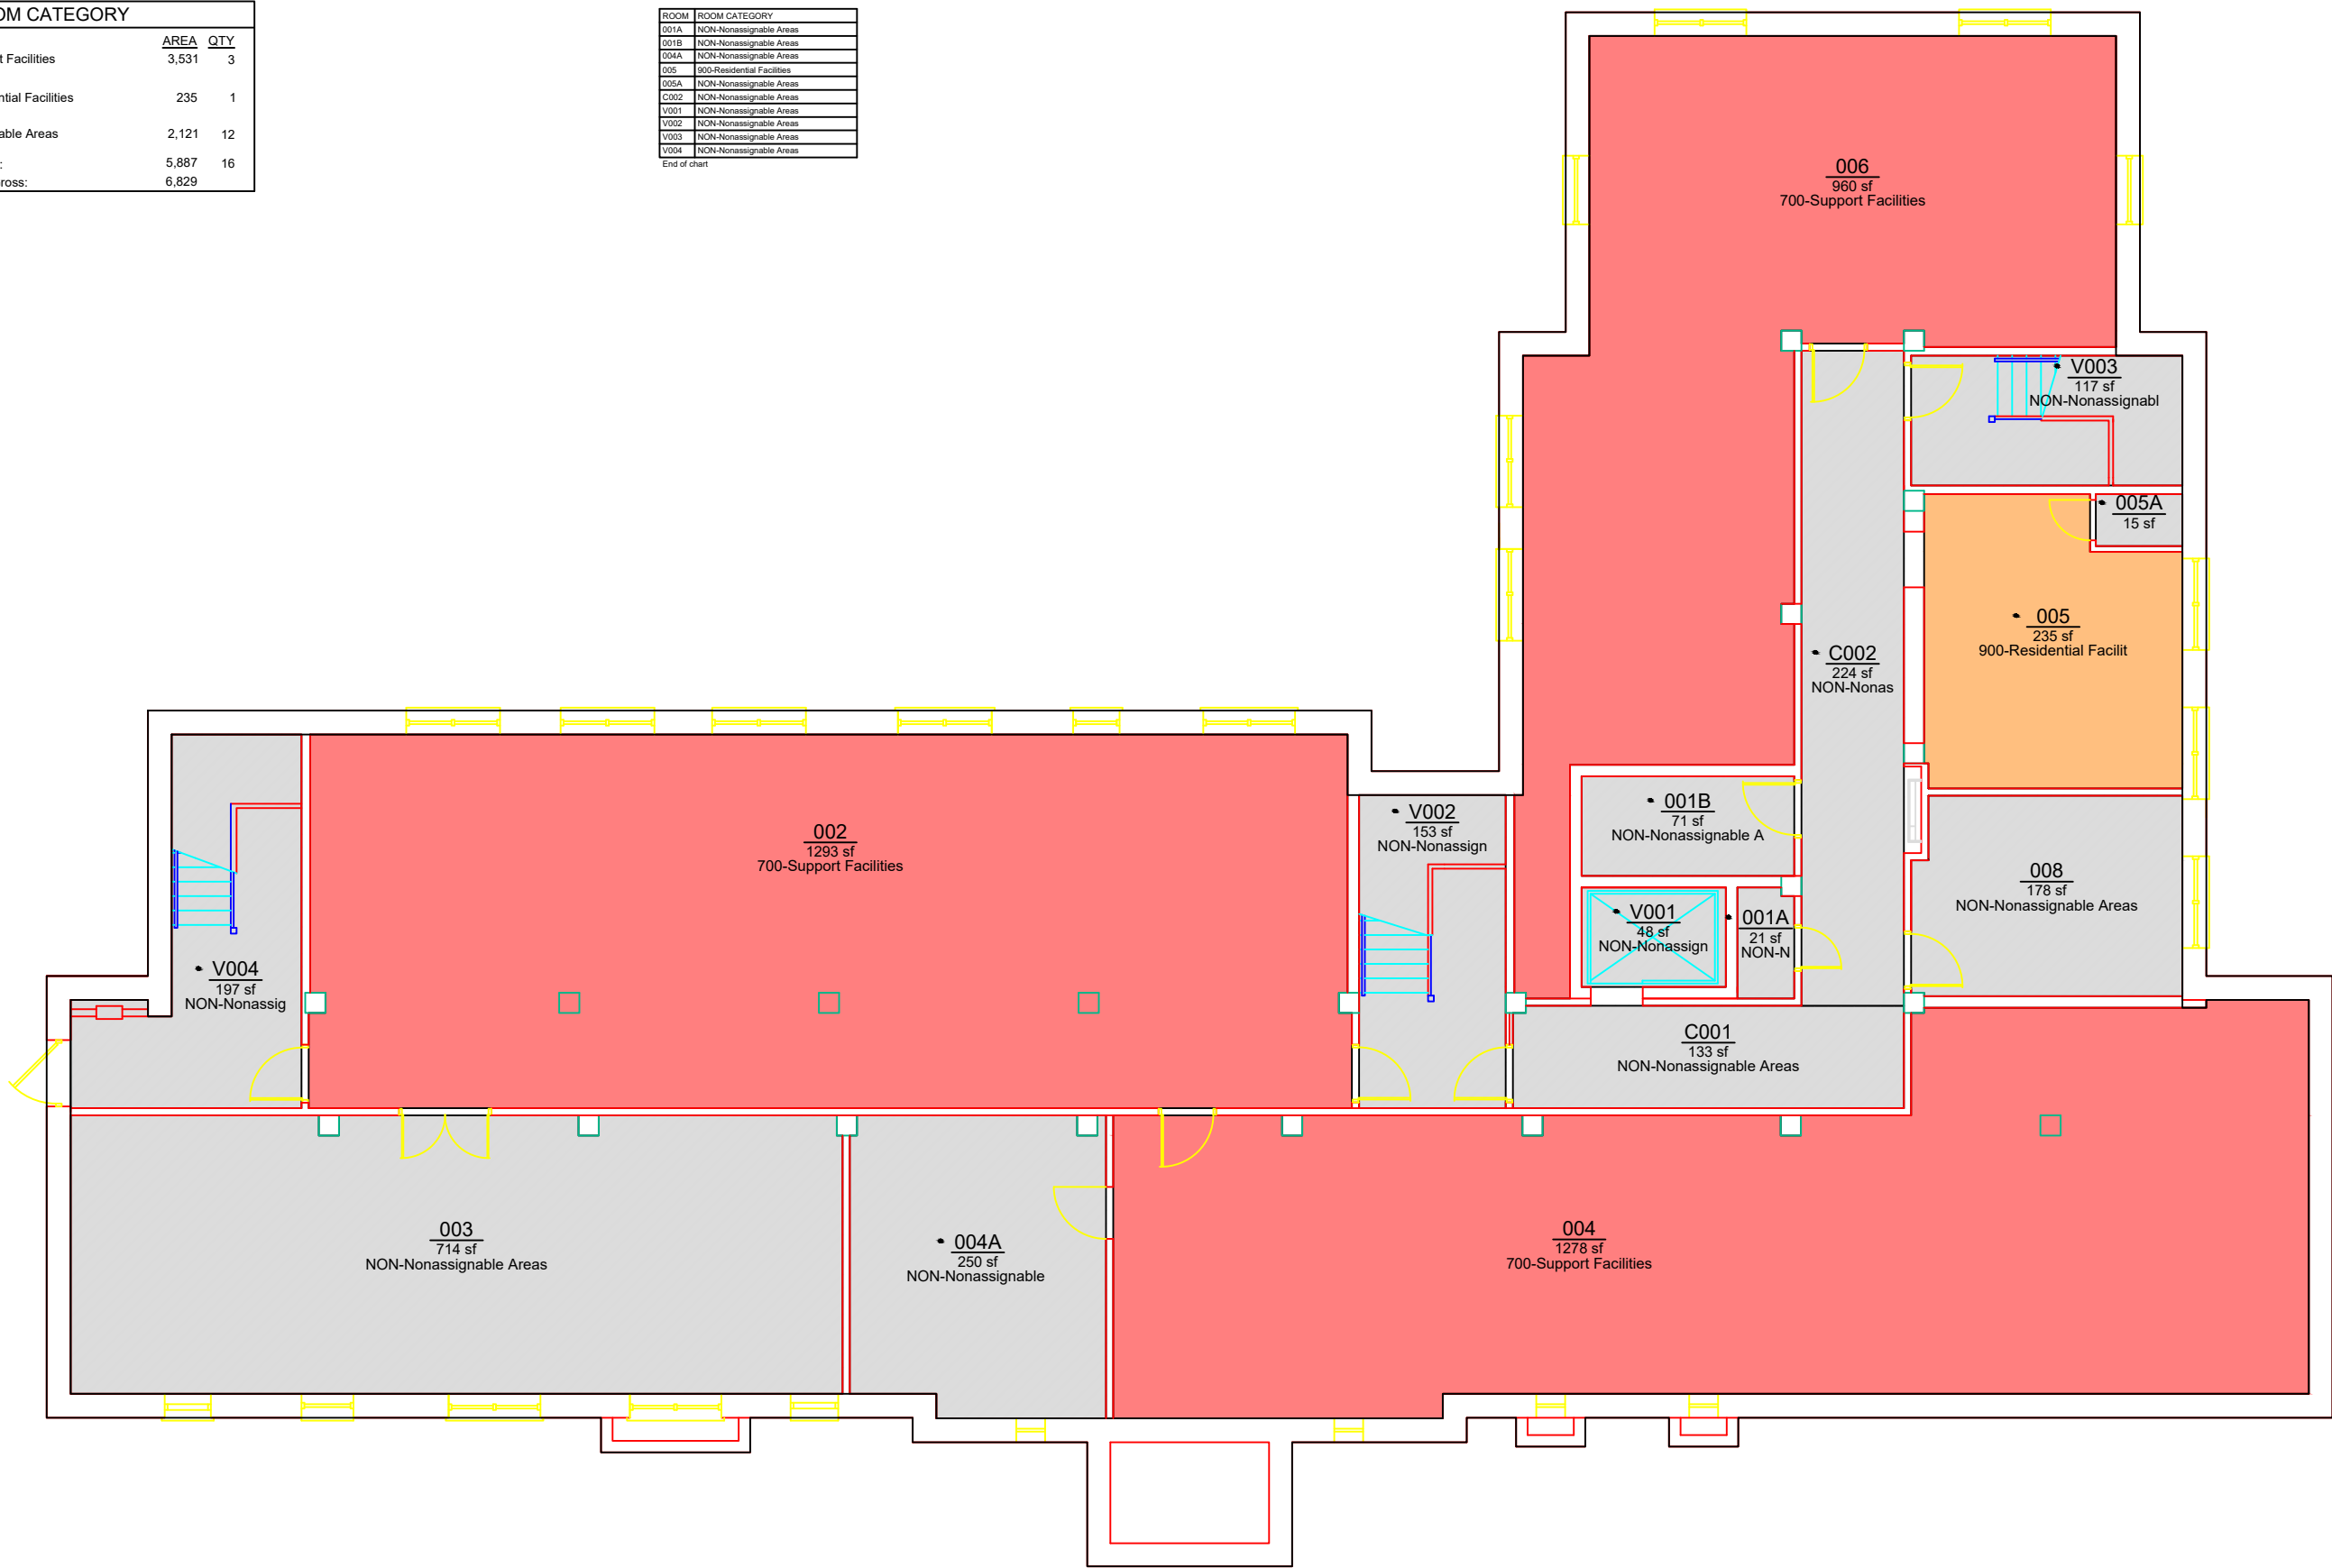 OM CATEGORY
AREA QTY
t Facilities 3,531 3
ntial Facilities 235 1
able Areas 2,121 12
: 5,887 16
ross: 6,829
ROOM ROOM CATEGORY
001A NON-Nonassignable Areas
001B NON-Nonassignable Areas
004A NON-Nonassignable Areas
005 900-Residential Facilities
005A NON-Nonassignable Areas
C002 NON-Nonassignable Areas
V001 NON-Nonassignable Areas
V002 NON-Nonassignable Areas
V003 NON-Nonassignable Areas
V004 NON-Nonassignable Areas
End of chart
006
960 sf
700-Support Facilities
V003
117 sf
NON-Nonassignabl
005A
15 sf
005
235 sf
900-Residential Facilit
C002
224 sf
NON-Nonas
001B
71 sf
NON-Nonassignable A
V002
153 sf
NON-Nonassign
002
1293 sf
700-Support Facilities
008
178 sf
NON-Nonassignable Areas
V001
48 sf
NON-Nonassign
001A
21 sf
NON-N
V004
197 sf
NON-Nonassig
C001
133 sf
NON-Nonassignable Areas
003
714 sf
NON-Nonassignable Areas
004A
250 sf
NON-Nonassignable
004
1278 sf
700-Support Facilities